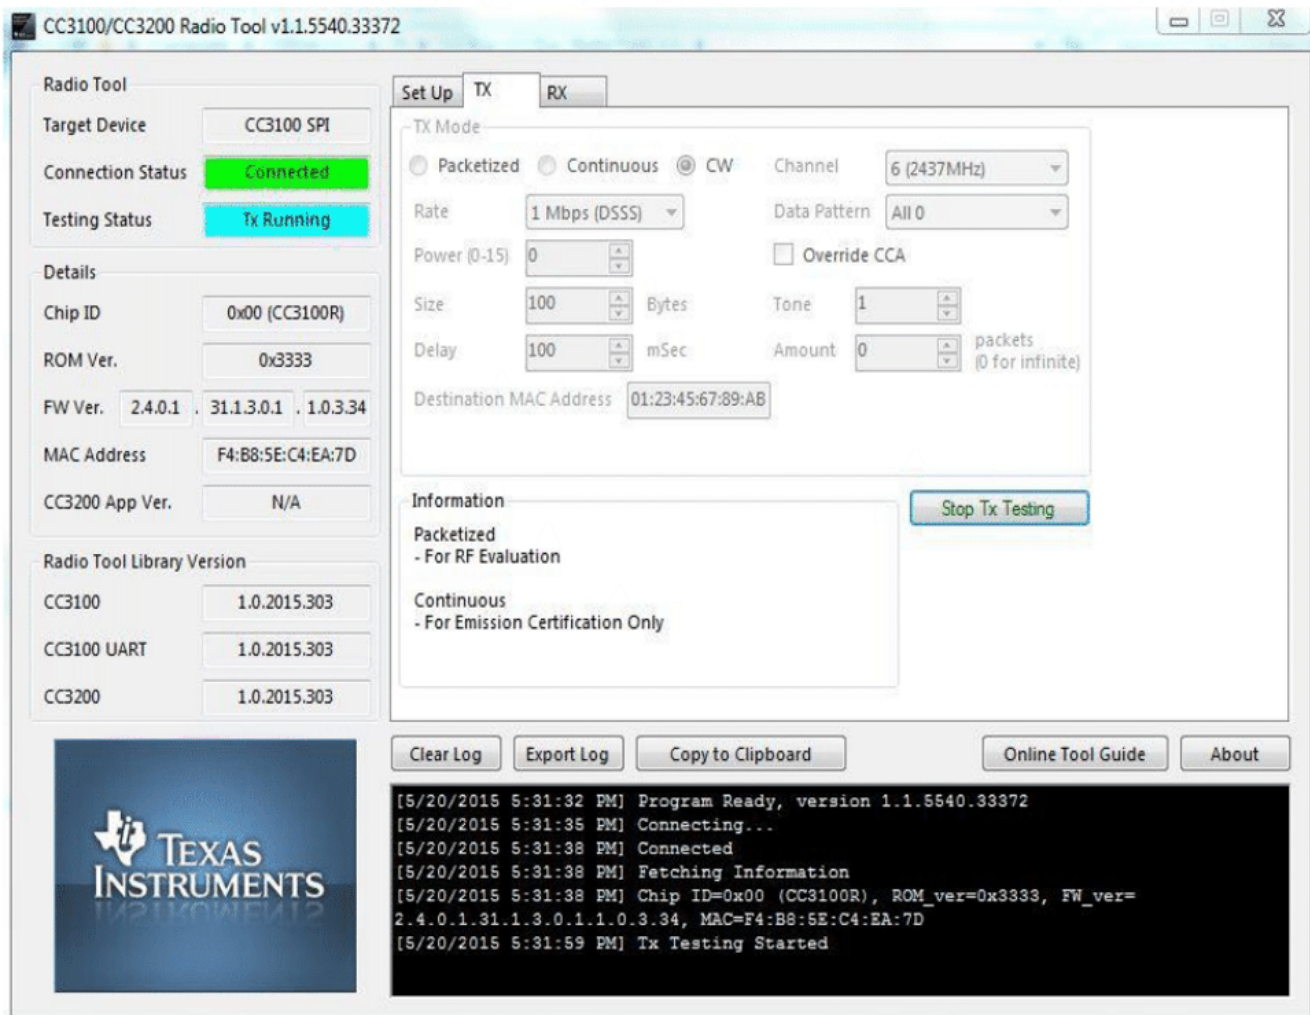 CC3100/CC3200 Radio Tool v1.1.5540.33372
Radio Tool
Target Device CC3100 SPI
Connection Status Connected
Testing Status Tx Running
Details
Chip ID 0x00 (CC3100R)
ROM Ver. 0x3333
FW Ver. 2.4.0.1 . 31.1.3.0.1 . 1.0.3.34
MAC Address F4:B8:5E:C4:EA:7D
CC3200 App Ver. N/A
Radio Tool Library Version
CC3100 1.0.2015.303
CC3100 UART 1.0.2015.303
CC3200 1.0.2015.303
TEXAS
INSTRUMENTS
Set Up TX RX
TX Mode
Packetized Continuous CW Channel 6 (2437MHz)
Rate 1 Mbps (DSSS) Data Pattern All 0
Power (0-15) 0 Override CCA
Size 100 Bytes Tone 1
Delay 100 mSec Amount 0 packets
(0 for infinite)
Destination MAC Address 01:23:45:67:89:AB
Information
Packetized
- For RF Evaluation
Continuous
- For Emission Certification Only
Stop Tx Testing
Clear Log Export Log Copy to Clipboard Online Tool Guide About
[5/20/2015 5:31:32 PM] Program Ready, version 1.1.5540.33372
[5/20/2015 5:31:35 PM] Connecting...
[5/20/2015 5:31:38 PM] Connected
[5/20/2015 5:31:38 PM] Fetching Information
[5/20/2015 5:31:38 PM] Chip ID=0x00 (CC3100R), ROM_ver=0x3333, FW_ver=
2.4.0.1.31.1.3.0.1.1.0.3.34, MAC=F4:B8:5E:C4:EA:7D
[5/20/2015 5:31:59 PM] Tx Testing Started